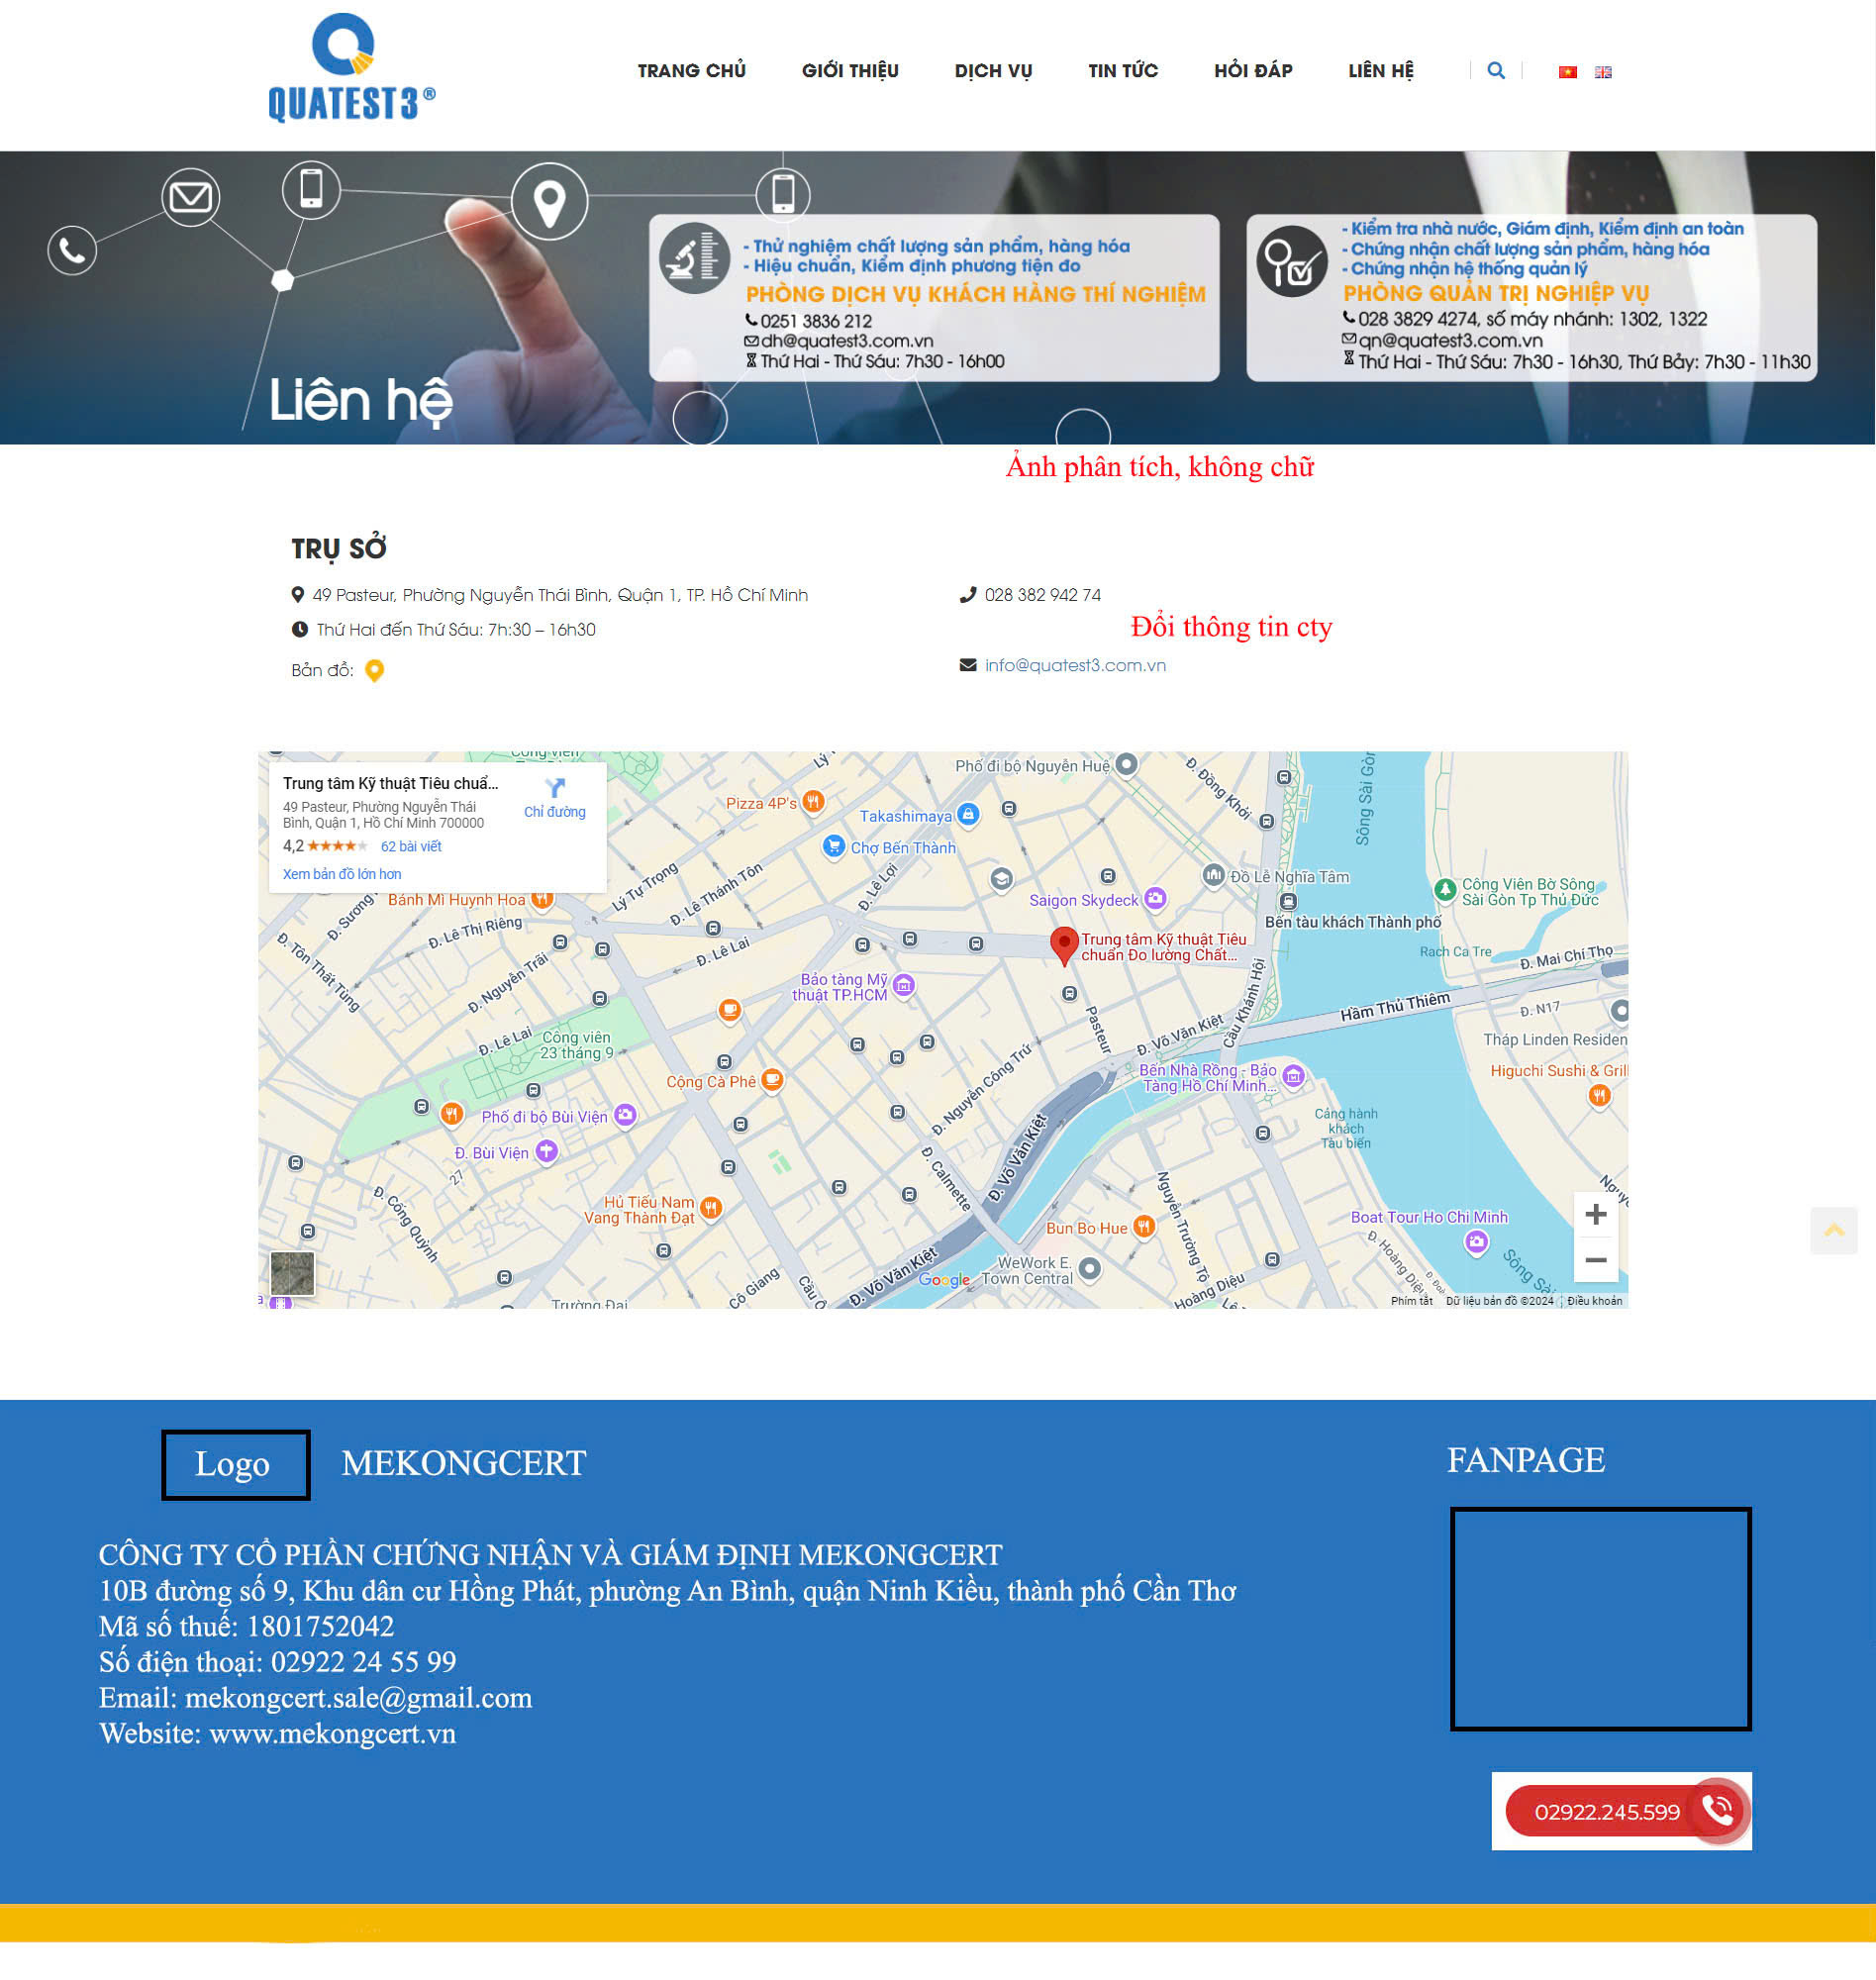 QUATEST3®
TRANG CHỦ
GIỚI THIỆU
DỊCH VỤ
TIN TỨC
HỎI ĐÁP
LIÊN HỆ
- Thử nghiệm chất lượng sản phẩm, hàng hóa
- Hiệu chuẩn, Kiểm định phương tiện đo
PHÒNG DỊCH VỤ KHÁCH HÀNG THÍ NGHIỆM
0251 3836 212
dh@quatest3.com.vn
Thứ Hai - Thứ Sáu: 7h30 - 16h00
- Kiểm tra nhà nước, Giám định, Kiểm định an toàn
- Chứng nhận chất lượng sản phẩm, hàng hóa
- Chứng nhận hệ thống quản lý
PHÒNG QUẢN TRỊ NGHIỆP VỤ
028 3829 4274, số máy nhánh: 1302, 1322
qn@quatest3.com.vn
Thứ Hai - Thứ Sáu: 7h30 - 16h30, Thứ Bảy: 7h30 - 11h30
Liên hệ
Ảnh phân tích, không chữ
TRỤ SỞ
49 Pasteur, Phường Nguyễn Thái Bình, Quận 1, TP. Hồ Chí Minh
028 382 942 74
Thứ Hai đến Thứ Sáu: 7h:30 – 16h30
Đổi thông tin cty
Bản đồ:
info@quatest3.com.vn
Trung tâm Kỹ thuật Tiêu chuẩ...
49 Pasteur, Phường Nguyễn Thái
Bình, Quận 1, Hồ Chí Minh 700000
Chỉ đường
4,2
62 bài viết
Xem bản đồ lớn hơn
Phố đi bộ Nguyễn Huệ
Đ. Đồng Khởi
Sông Sài Gòn
Pizza 4P's
Takashimaya
Chợ Bến Thành
Lý Tự Trọng
Đ. Lê Thánh Tôn
Đ. Lê Lợi
Đồ Lễ Nghĩa Tâm
Công Viên Bờ Sông
Sài Gòn Tp Thủ Đức
Bánh Mì Huynh Hoa
Saigon Skydeck
Bến tàu khách Thành phố
Đ. Sương
Đ. Tôn Thất Tùng
Đ. Lê Thị Riêng
Đ. Nguyễn Trãi
Đ. Lê Lai
Trung tâm Kỹ thuật Tiêu
chuẩn Đo lường Chất...
Rach Ca Tre
Đ. Mai Chí Thọ
Bảo tàng Mỹ
thuật TP.HCM
Cầu Khánh Hội
Hầm Thủ Thiêm
Đ. N17
Pasteur
Đ. Võ Văn Kiệt
Đ. Lê Lai
Công viên
23 tháng 9
Tháp Linden Residen
Cộng Cà Phê
Đ. Nguyễn Công Trứ
Bến Nhà Rồng - Bảo
Tàng Hồ Chí Minh...
Higuchi Sushi & Gril
Phố đi bộ Bùi Viện
Cảng hành
khách
Tàu biển
Đ. Bùi Viện
27
Đ. Calmette
Đ. Võ Văn Kiệt
Đ. Cống Quỳnh
Hủ Tiếu Nam
Vang Thành Đạt
Nguyễn Trường Tộ
Bun Bo Hue
Boat Tour Ho Chi Minh
Đ. Hoàng Diệu
WeWork E.
Town Central
Google
Đ. Võ Văn Kiệt
Cô Giang
Hoàng Diệu
Phím tắt
Dữ liệu bản đồ ©2024
Điều khoản
Logo
MEKONGCERT
FANPAGE
CÔNG TY CỔ PHẦN CHỨNG NHẬN VÀ GIÁM ĐỊNH MEKONGCERT
10B đường số 9, Khu dân cư Hồng Phát, phường An Bình, quận Ninh Kiều, thành phố Cần Thơ
Mã số thuế: 1801752042
Số điện thoại: 02922 24 55 99
Email: mekongcert.sale@gmail.com
Website: www.mekongcert.vn
02922.245.599